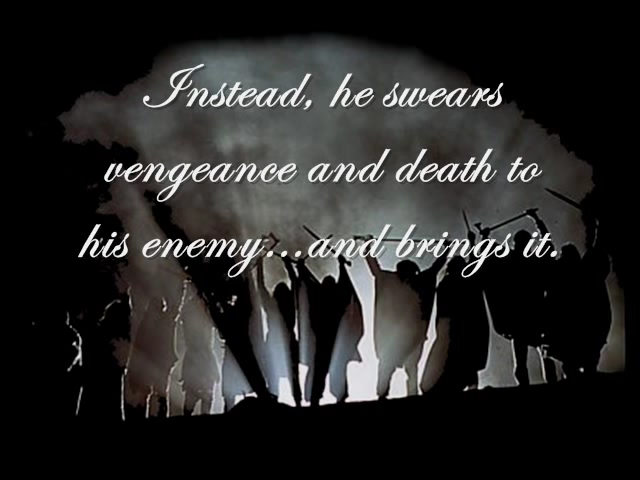 Instead, he swears
vengeance and death to
his enemy...and brings it.